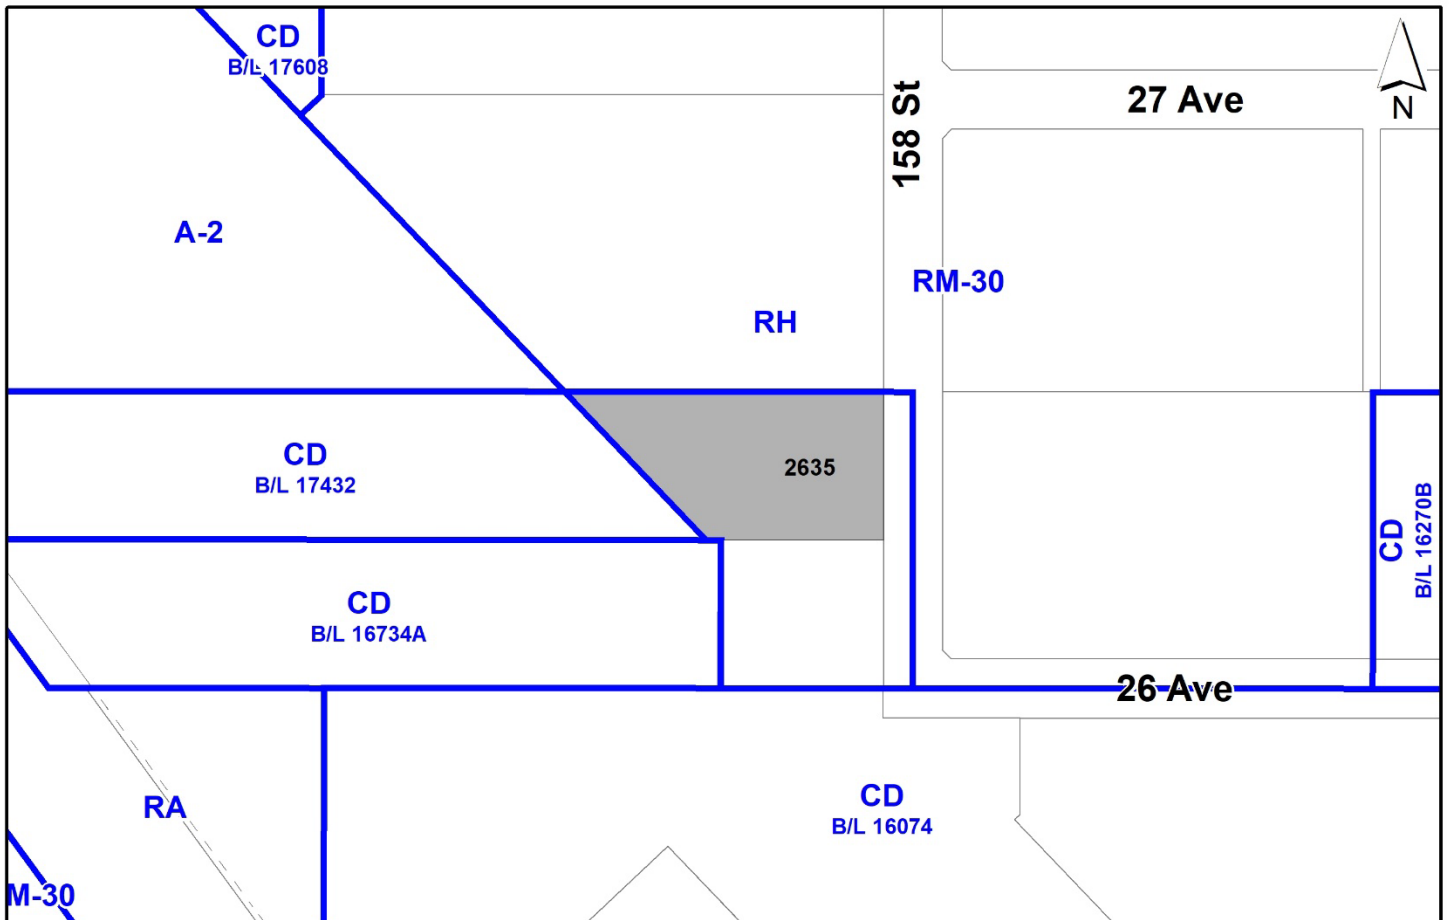 CD
B/L 17608
158 St
27 Ave
N
A-2
RM-30
RH
CD
B/L 17432
2635
CD
B/L 16270B
CD
B/L 16734A
26 Ave
RA
CD
B/L 16074
M-30